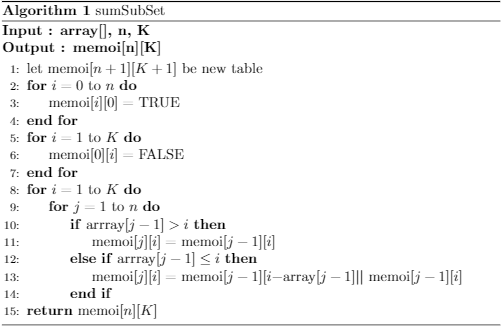 Algorithm 1 sumSubSet
Input : array[], n, K
Output : memoi[n][K]
1: let memoi[n + 1][K + 1] be new table
2: for i = 0 to n do
3: memoi[i][0] = TRUE
4: end for
5: for i = 1 to K do
6: memoi[0][i] = FALSE
7: end for
8: for i = 1 to K do
9: for j = 1 to n do
10: if arrray[j − 1] > i then
11: memoi[j][i] = memoi[j − 1][i]
12: else if arrray[j − 1] ≤ i then
13: memoi[j][i] = memoi[j − 1][i−array[j − 1]|| memoi[j − 1][i]
14: end if
15: return memoi[n][K]